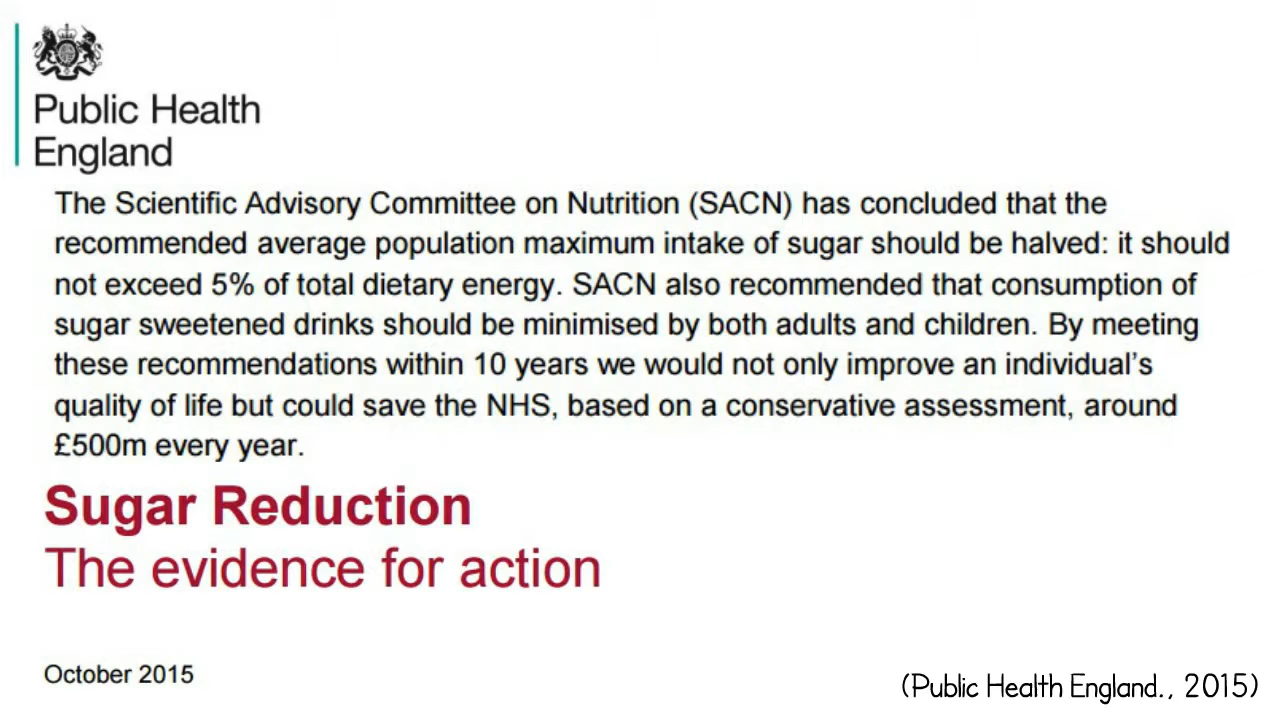 Public Health
England
The Scientific Advisory Committee on Nutrition (SACN) has concluded that the
recommended average population maximum intake of sugar should be halved: it should
not exceed 5% of total dietary energy. SACN also recommended that consumption of
sugar sweetened drinks should be minimised by both adults and children. By meeting
these recommendations within 10 years we would not only improve an individual’s
quality of life but could save the NHS, based on a conservative assessment, around
£500m every year.
Sugar Reduction
The evidence for action
October 2015
(Public Health England., 2015)